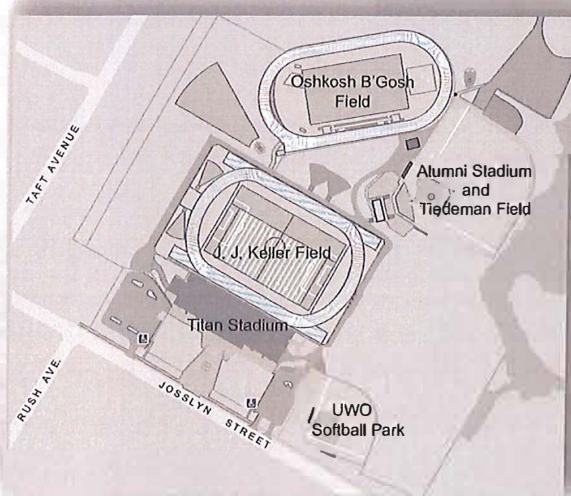 Oshkosh B'Gosh
Field
TAFT AVENUE
Alumni Stadium
and
Tiedeman Field
J. J. Keller Field
Titan Stadium
RUSH AVE.
JOSSLYN STREET
UWO
Softball Park